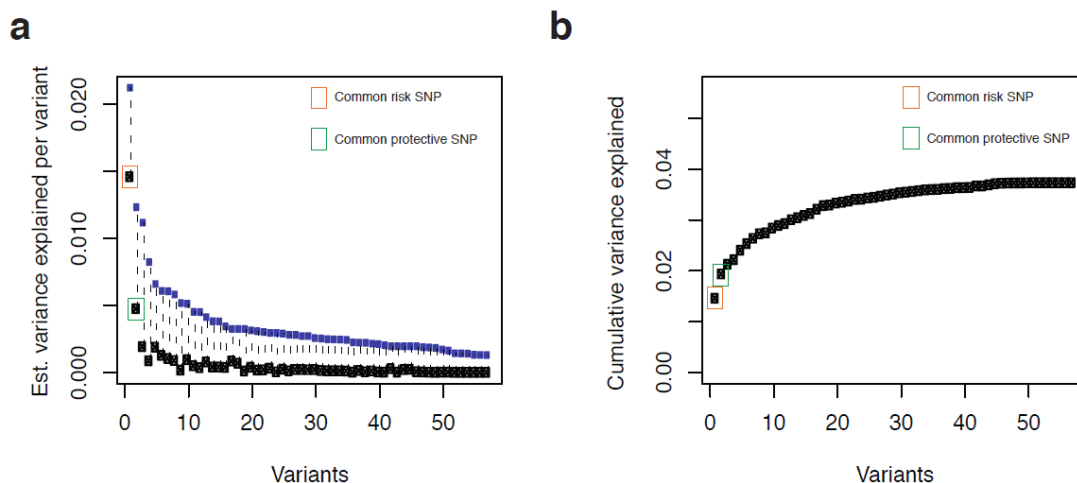 a
Est. variance explained per variant
0.020
0.010
0.000
Common risk SNP
Common protective SNP
0 10 20 30 40 50
Variants
b
Cumulative variance explained
0.04
0.02
0.00
Common risk SNP
Common protective SNP
0 10 20 30 40 50
Variants